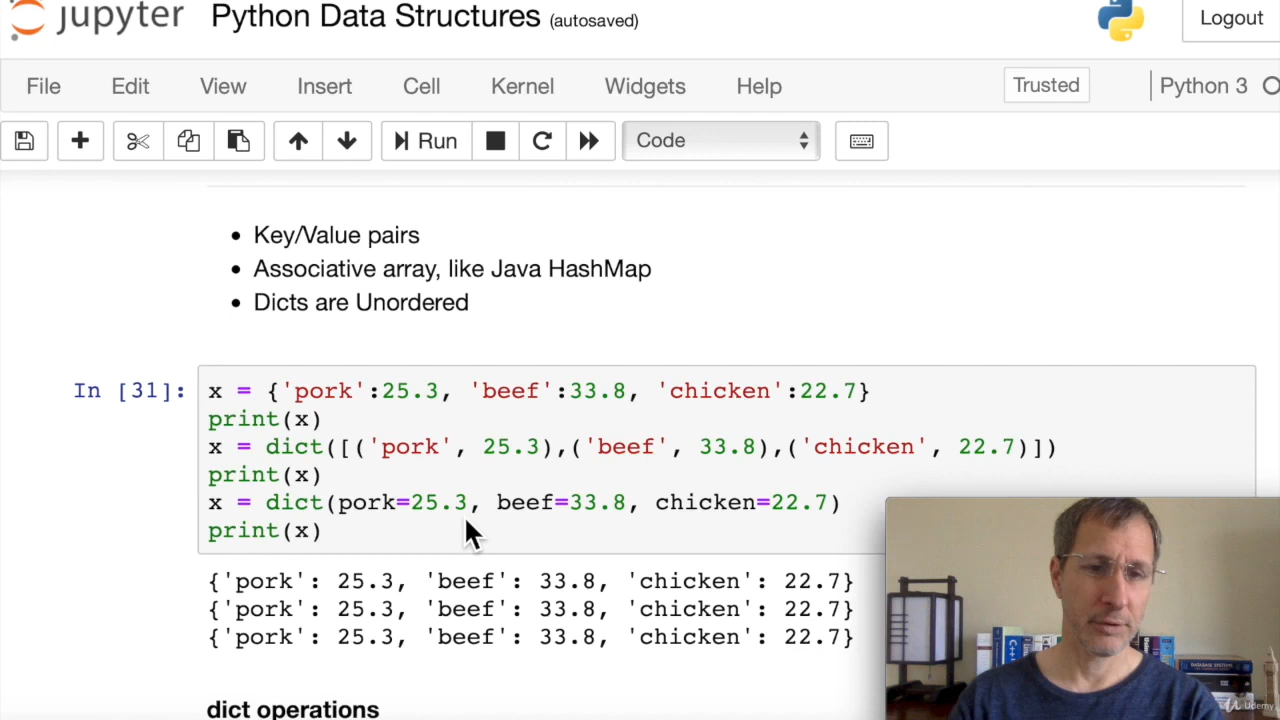 jupyter Python Data Structures (autosaved) Logout
File Edit View Insert Cell Kernel Widgets Help Trusted Python 3
Run Code
Key/Value pairs
Associative array, like Java HashMap
Dicts are Unordered
In [31]: x = {'pork':25.3, 'beef':33.8, 'chicken':22.7}
print(x)
x = dict([('pork', 25.3),('beef', 33.8),('chicken', 22.7)])
print(x)
x = dict(pork=25.3, beef=33.8, chicken=22.7)
print(x)
{'pork': 25.3, 'beef': 33.8, 'chicken': 22.7}
{'pork': 25.3, 'beef': 33.8, 'chicken': 22.7}
{'pork': 25.3, 'beef': 33.8, 'chicken': 22.7}
C++
DATABASE SYSTEMS
Udemy
dict operations